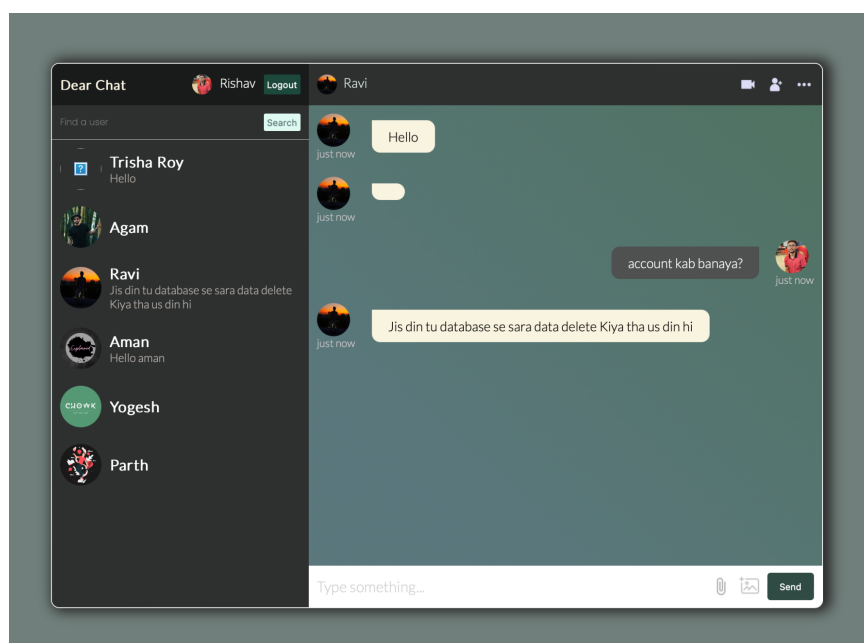 Dear Chat
Rishav
Logout
Find a user
Search
Trisha Roy
Hello
Agam
Ravi
Jis din tu database se sara data delete
Kiya tha us din hi
Aman
Hello aman
CHOWK
Yogesh
Parth
Ravi
Hello
just now
just now
account kab banaya?
just now
Jis din tu database se sara data delete Kiya tha us din hi
just now
Type something...
Send